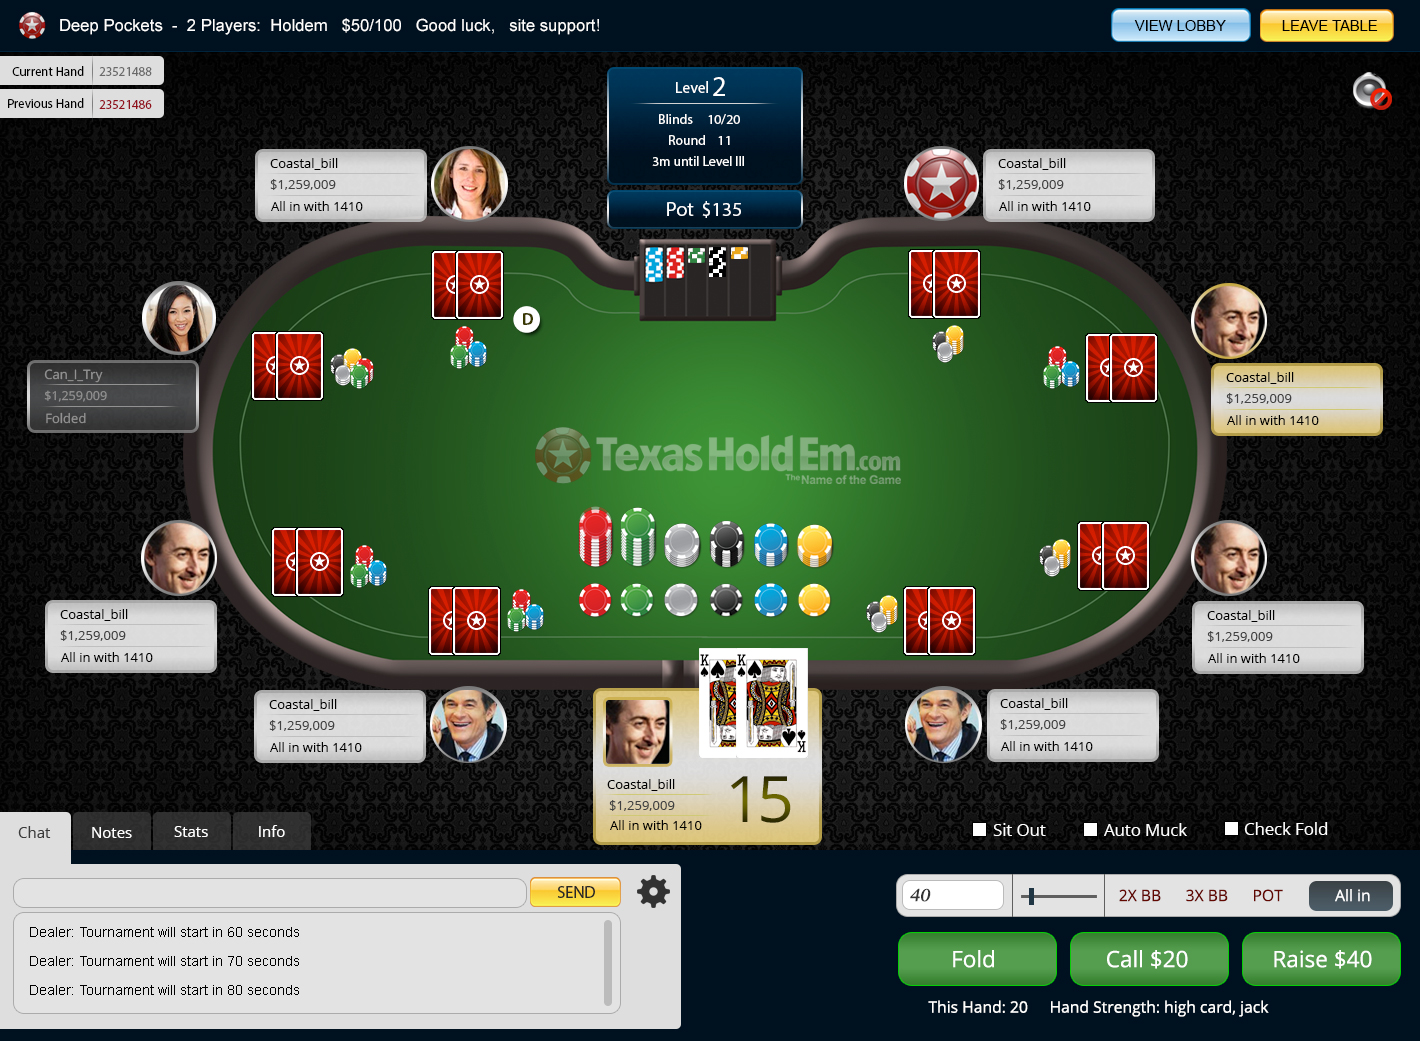 Deep Pockets - 2 Players: Holdem $50/100 Good luck, site support!
VIEW LOBBY
LEAVE TABLE
Current Hand 23521488
Previous Hand 23521486
Level 2
Blinds 10/20
Round 11
3m until Level III
Pot $135
Coastal_bill
$1,259,009
All in with 1410
Coastal_bill
$1,259,009
All in with 1410
D
Can_I_Try
$1,259,009
Folded
Coastal_bill
$1,259,009
All in with 1410
TEXAS HOLD EM.COM
The Name of the Game
Coastal_bill
$1,259,009
All in with 1410
Coastal_bill
$1,259,009
All in with 1410
Coastal_bill
$1,259,009
All in with 1410
K K
K
Coastal_bill
$1,259,009
All in with 1410
15
Coastal_bill
$1,259,009
All in with 1410
Chat
Notes
Stats
Info
Sit Out
Auto Muck
Check Fold
SEND
Dealer: Tournament will start in 60 seconds
Dealer: Tournament will start in 70 seconds
Dealer: Tournament will start in 80 seconds
40
2X BB
3X BB
POT
All in
Fold
Call $20
Raise $40
This Hand: 20 Hand Strength: high card, jack